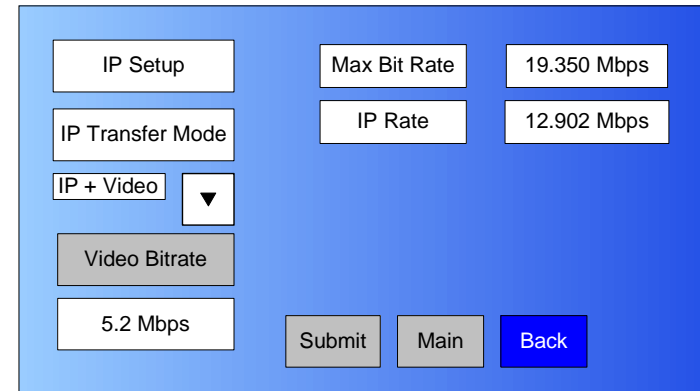 IP Setup
Max Bit Rate
19.350 Mbps
IP Transfer Mode
IP Rate
12.902 Mbps
IP + Video
▼
Video Bitrate
5.2 Mbps
Submit
Main
Back